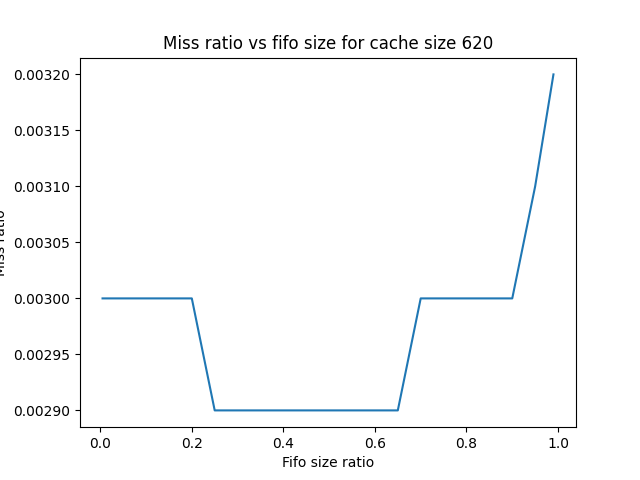 Miss ratio vs fifo size for cache size 620
0.00320
0.00315
0.00310
0.00305
0.00300
0.00295
0.00290
Miss ratio
0.0 0.2 0.4 0.6 0.8 1.0
Fifo size ratio